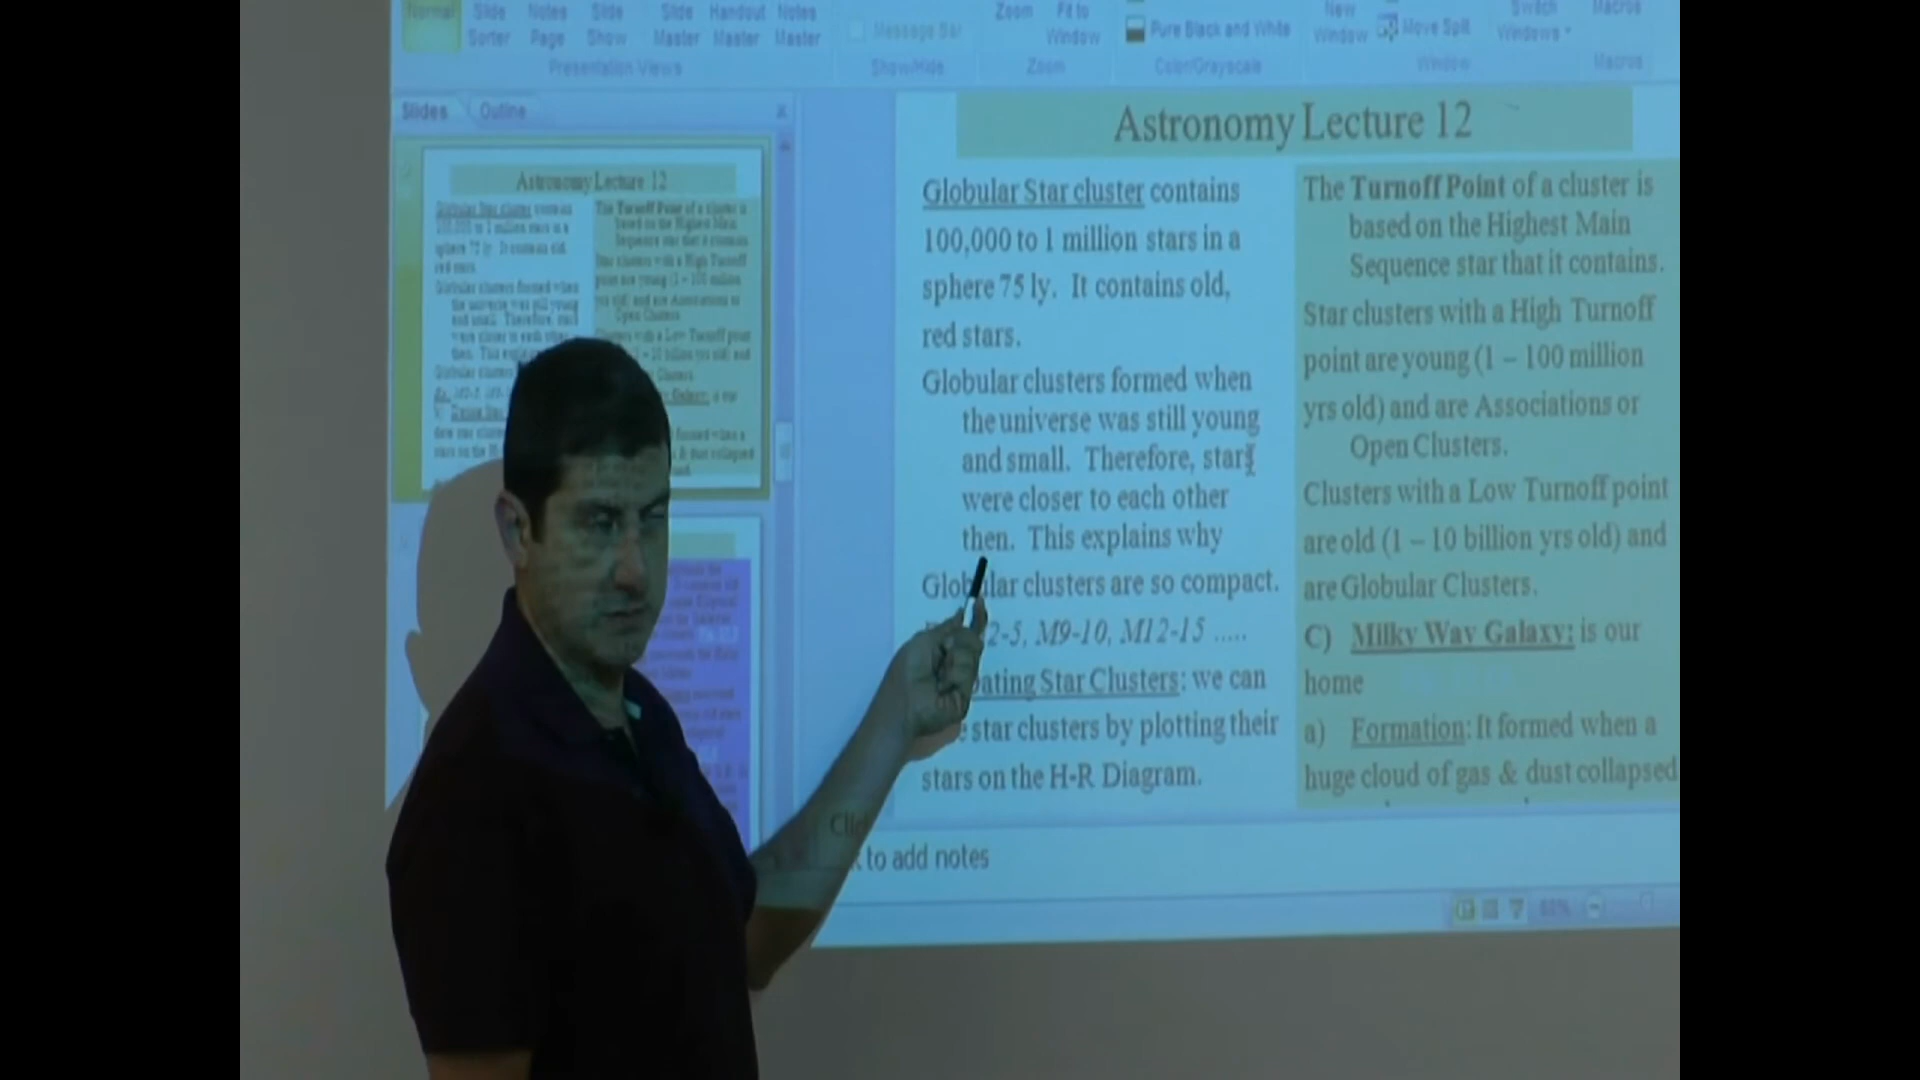 Normal
Slide Sorter
Notes Page
Slide Show
Slide Master
Handout Master
Notes Master
Presentation Views
Message Bar
Show/Hide
Zoom
Fit to Window
Zoom
Pure Black and White
Color/Grayscale
New Window
Move Split
Switch Windows
Window
Macros
Macros
Slides
Outline
Astronomy Lecture 12
Astronomy Lecture 12
Globular Star cluster contains
100,000 to 1 million stars in a
sphere 75 ly. It contains old,
red stars.
Globular clusters formed when
the universe was still young
and small. Therefore, stars
were closer to each other
then. This explains why
Globular clusters are so compact.
2-5, M9-10, M12-15 .....
ating Star Clusters: we can
star clusters by plotting their
stars on the H-R Diagram.
The Turnoff Point of a cluster is
based on the Highest Main
Sequence star that it contains.
Star clusters with a High Turnoff
point are young (1 – 100 million
yrs old) and are Associations or
Open Clusters.
Clusters with a Low Turnoff point
are old (1 – 10 billion yrs old) and
are Globular Clusters.
C) Milky Way Galaxy: is our
home
a) Formation: It formed when a
huge cloud of gas & dust collapsed
to add notes